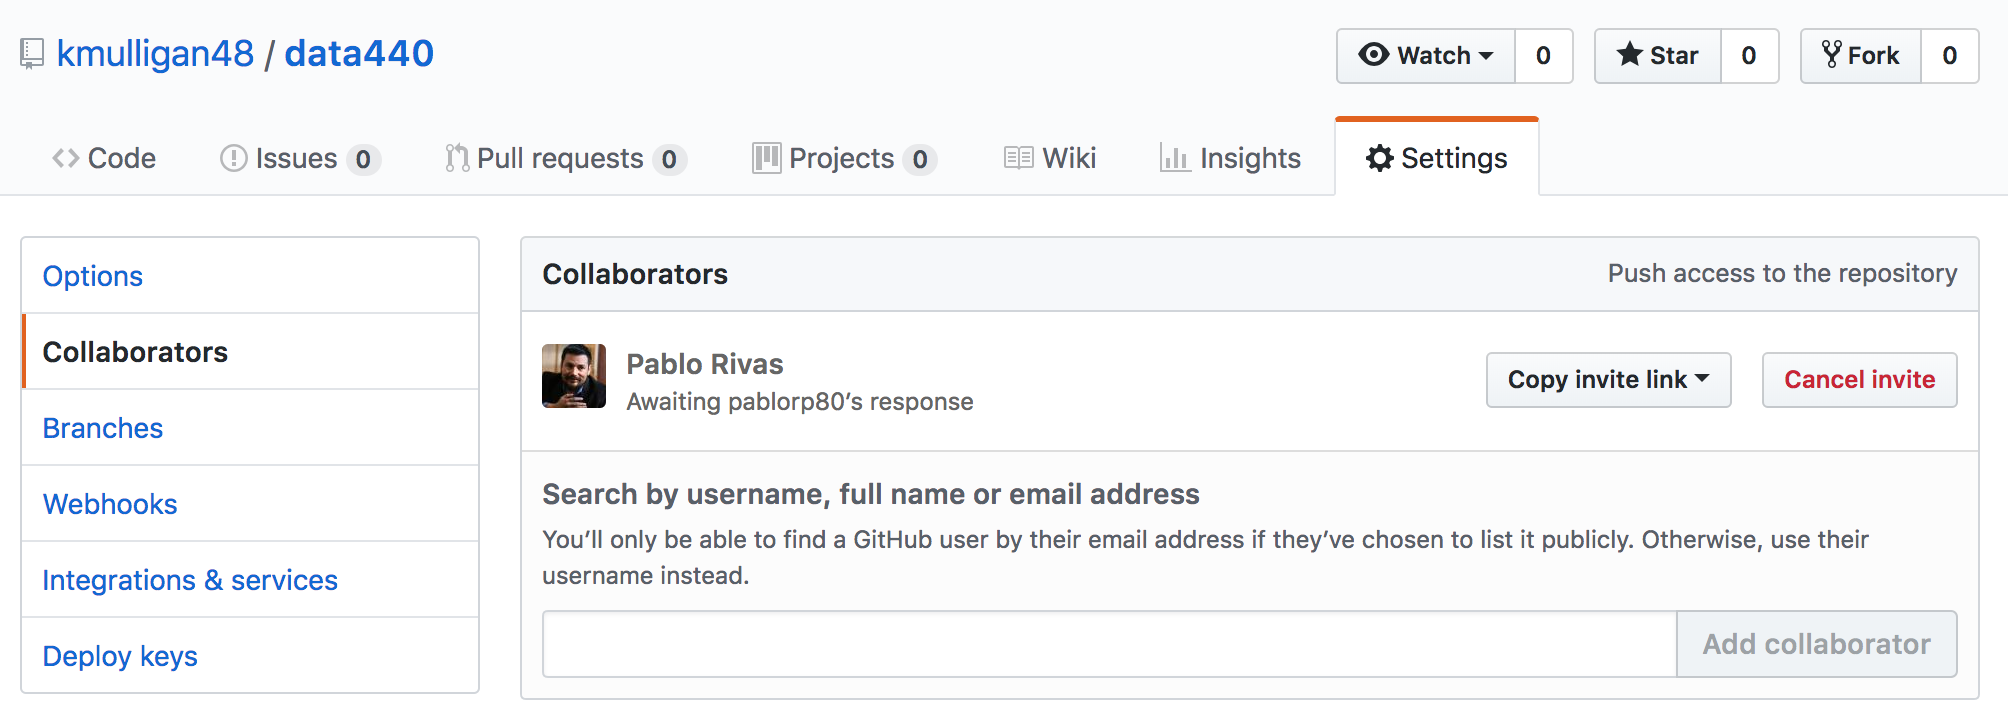 kmulligan48 / data440
Watch 0 Star 0 Fork 0
Code Issues 0 Pull requests 0 Projects 0 Wiki Insights Settings
Options
Collaborators
Branches
Webhooks
Integrations & services
Deploy keys
Collaborators Push access to the repository
Pablo Rivas
Awaiting pablorp80’s response
Copy invite link Cancel invite
Search by username, full name or email address
You’ll only be able to find a GitHub user by their email address if they’ve chosen to list it publicly. Otherwise, use their
username instead.
Add collaborator